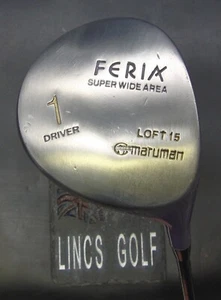 FERIA
SUPER WIDE AREA
1
DRIVER
LOFT 15
maruman
LINCS GOLF